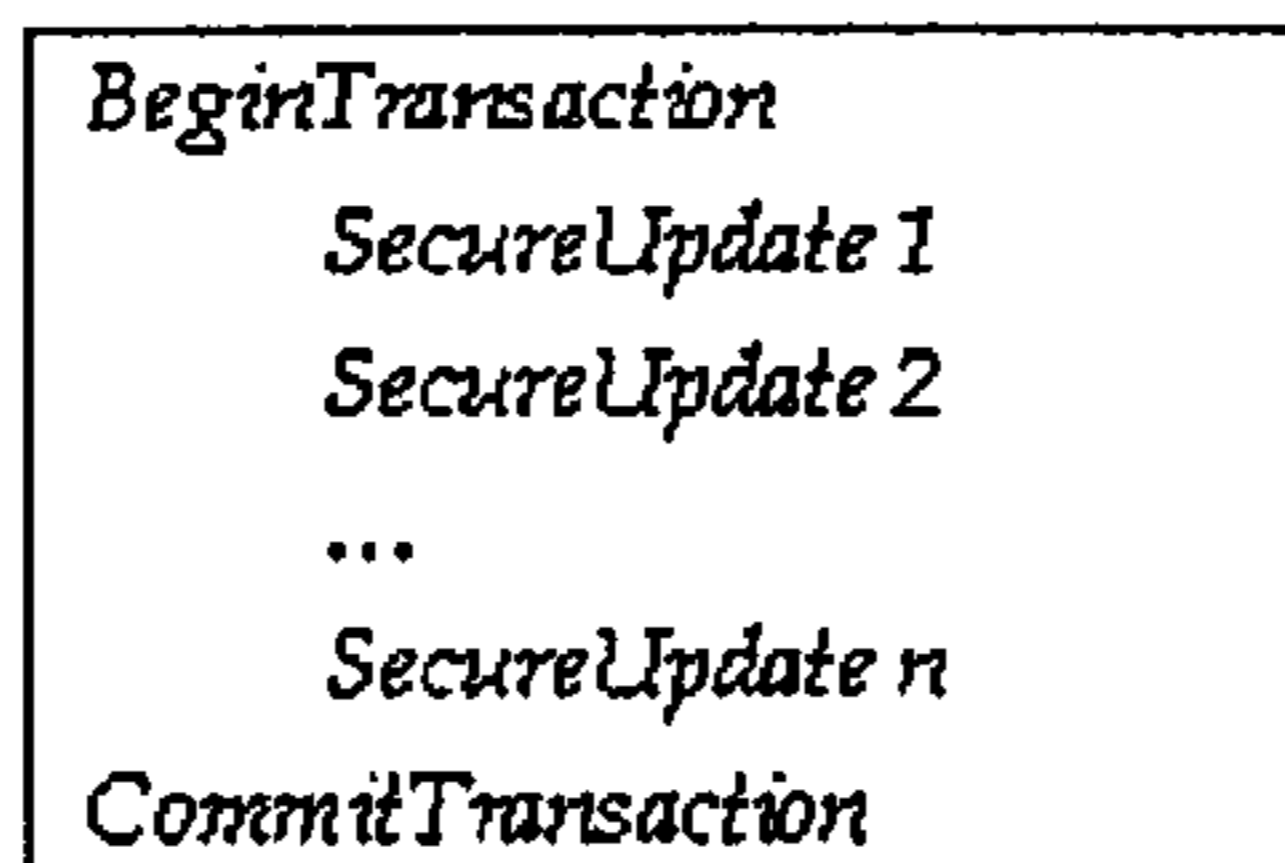 BeginTransaction
SecureUpdate 1
SecureUpdate 2
...
SecureUpdate n
CommitTransaction